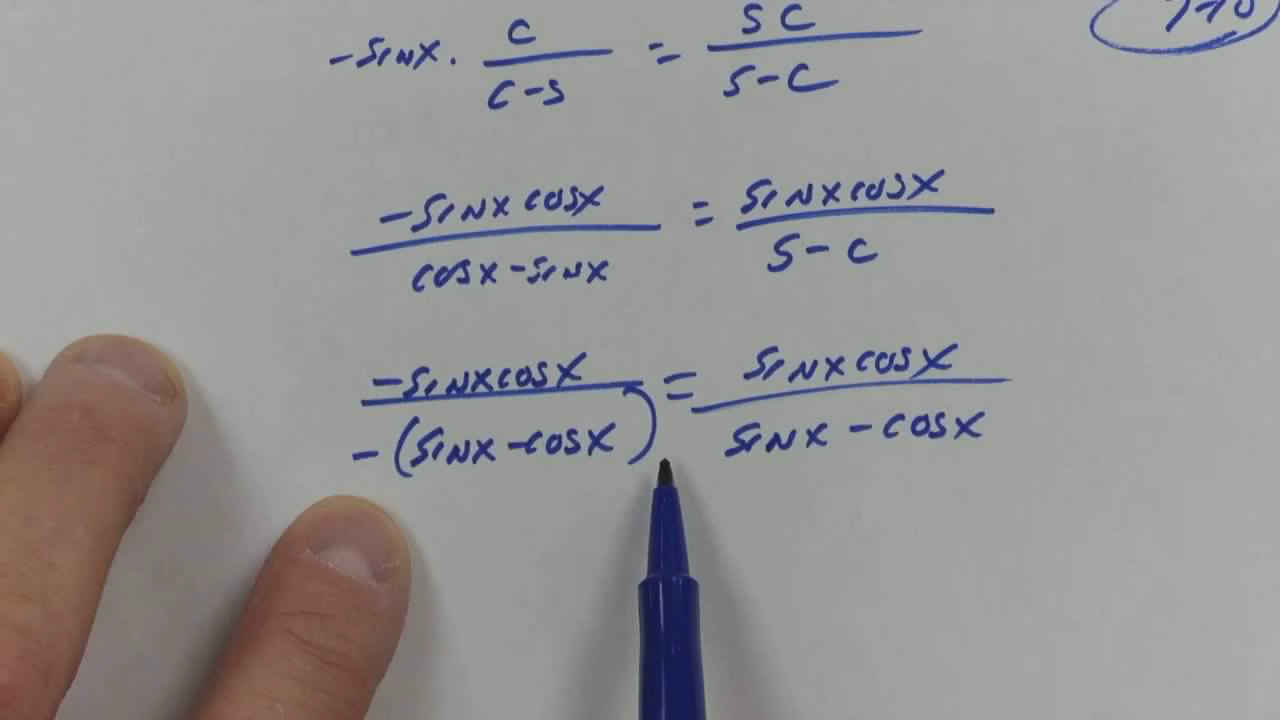 -sinx · c/(c-s) = sc/(s-c)
(-sinxcosx)/(cosx-sinx) = (sinxcosx)/(s-c)
(-sinxcosx)/(-(sinx-cosx)) = (sinxcosx)/(sinx-cosx)